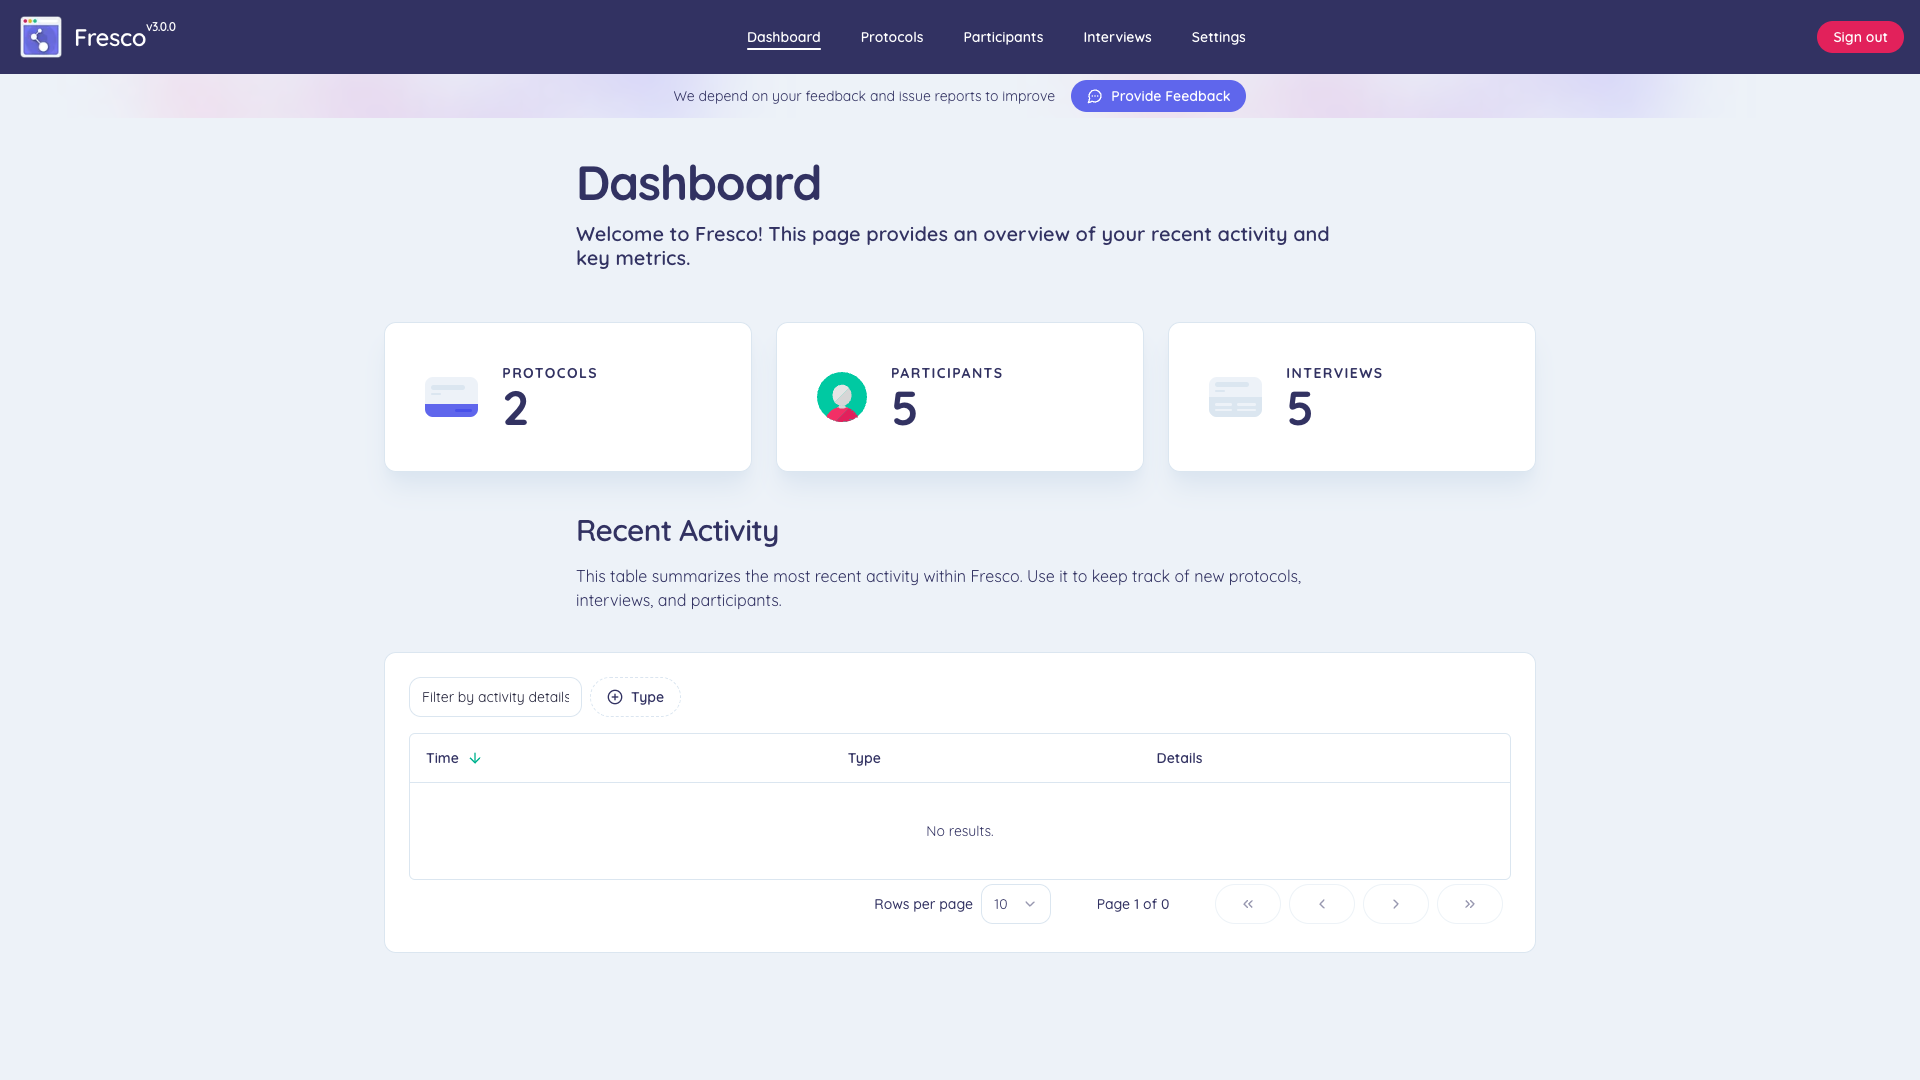 Fresco v3.0.0
Dashboard Protocols Participants Interviews Settings
Sign out
We depend on your feedback and issue reports to improve
Provide Feedback
Dashboard
Welcome to Fresco! This page provides an overview of your recent activity and
key metrics.
PROTOCOLS
2
PARTICIPANTS
5
INTERVIEWS
5
Recent Activity
This table summarizes the most recent activity within Fresco. Use it to keep track of new protocols,
interviews, and participants.
Filter by activity details
Type
Time Type Details
No results.
Rows per page 10 Page 1 of 0